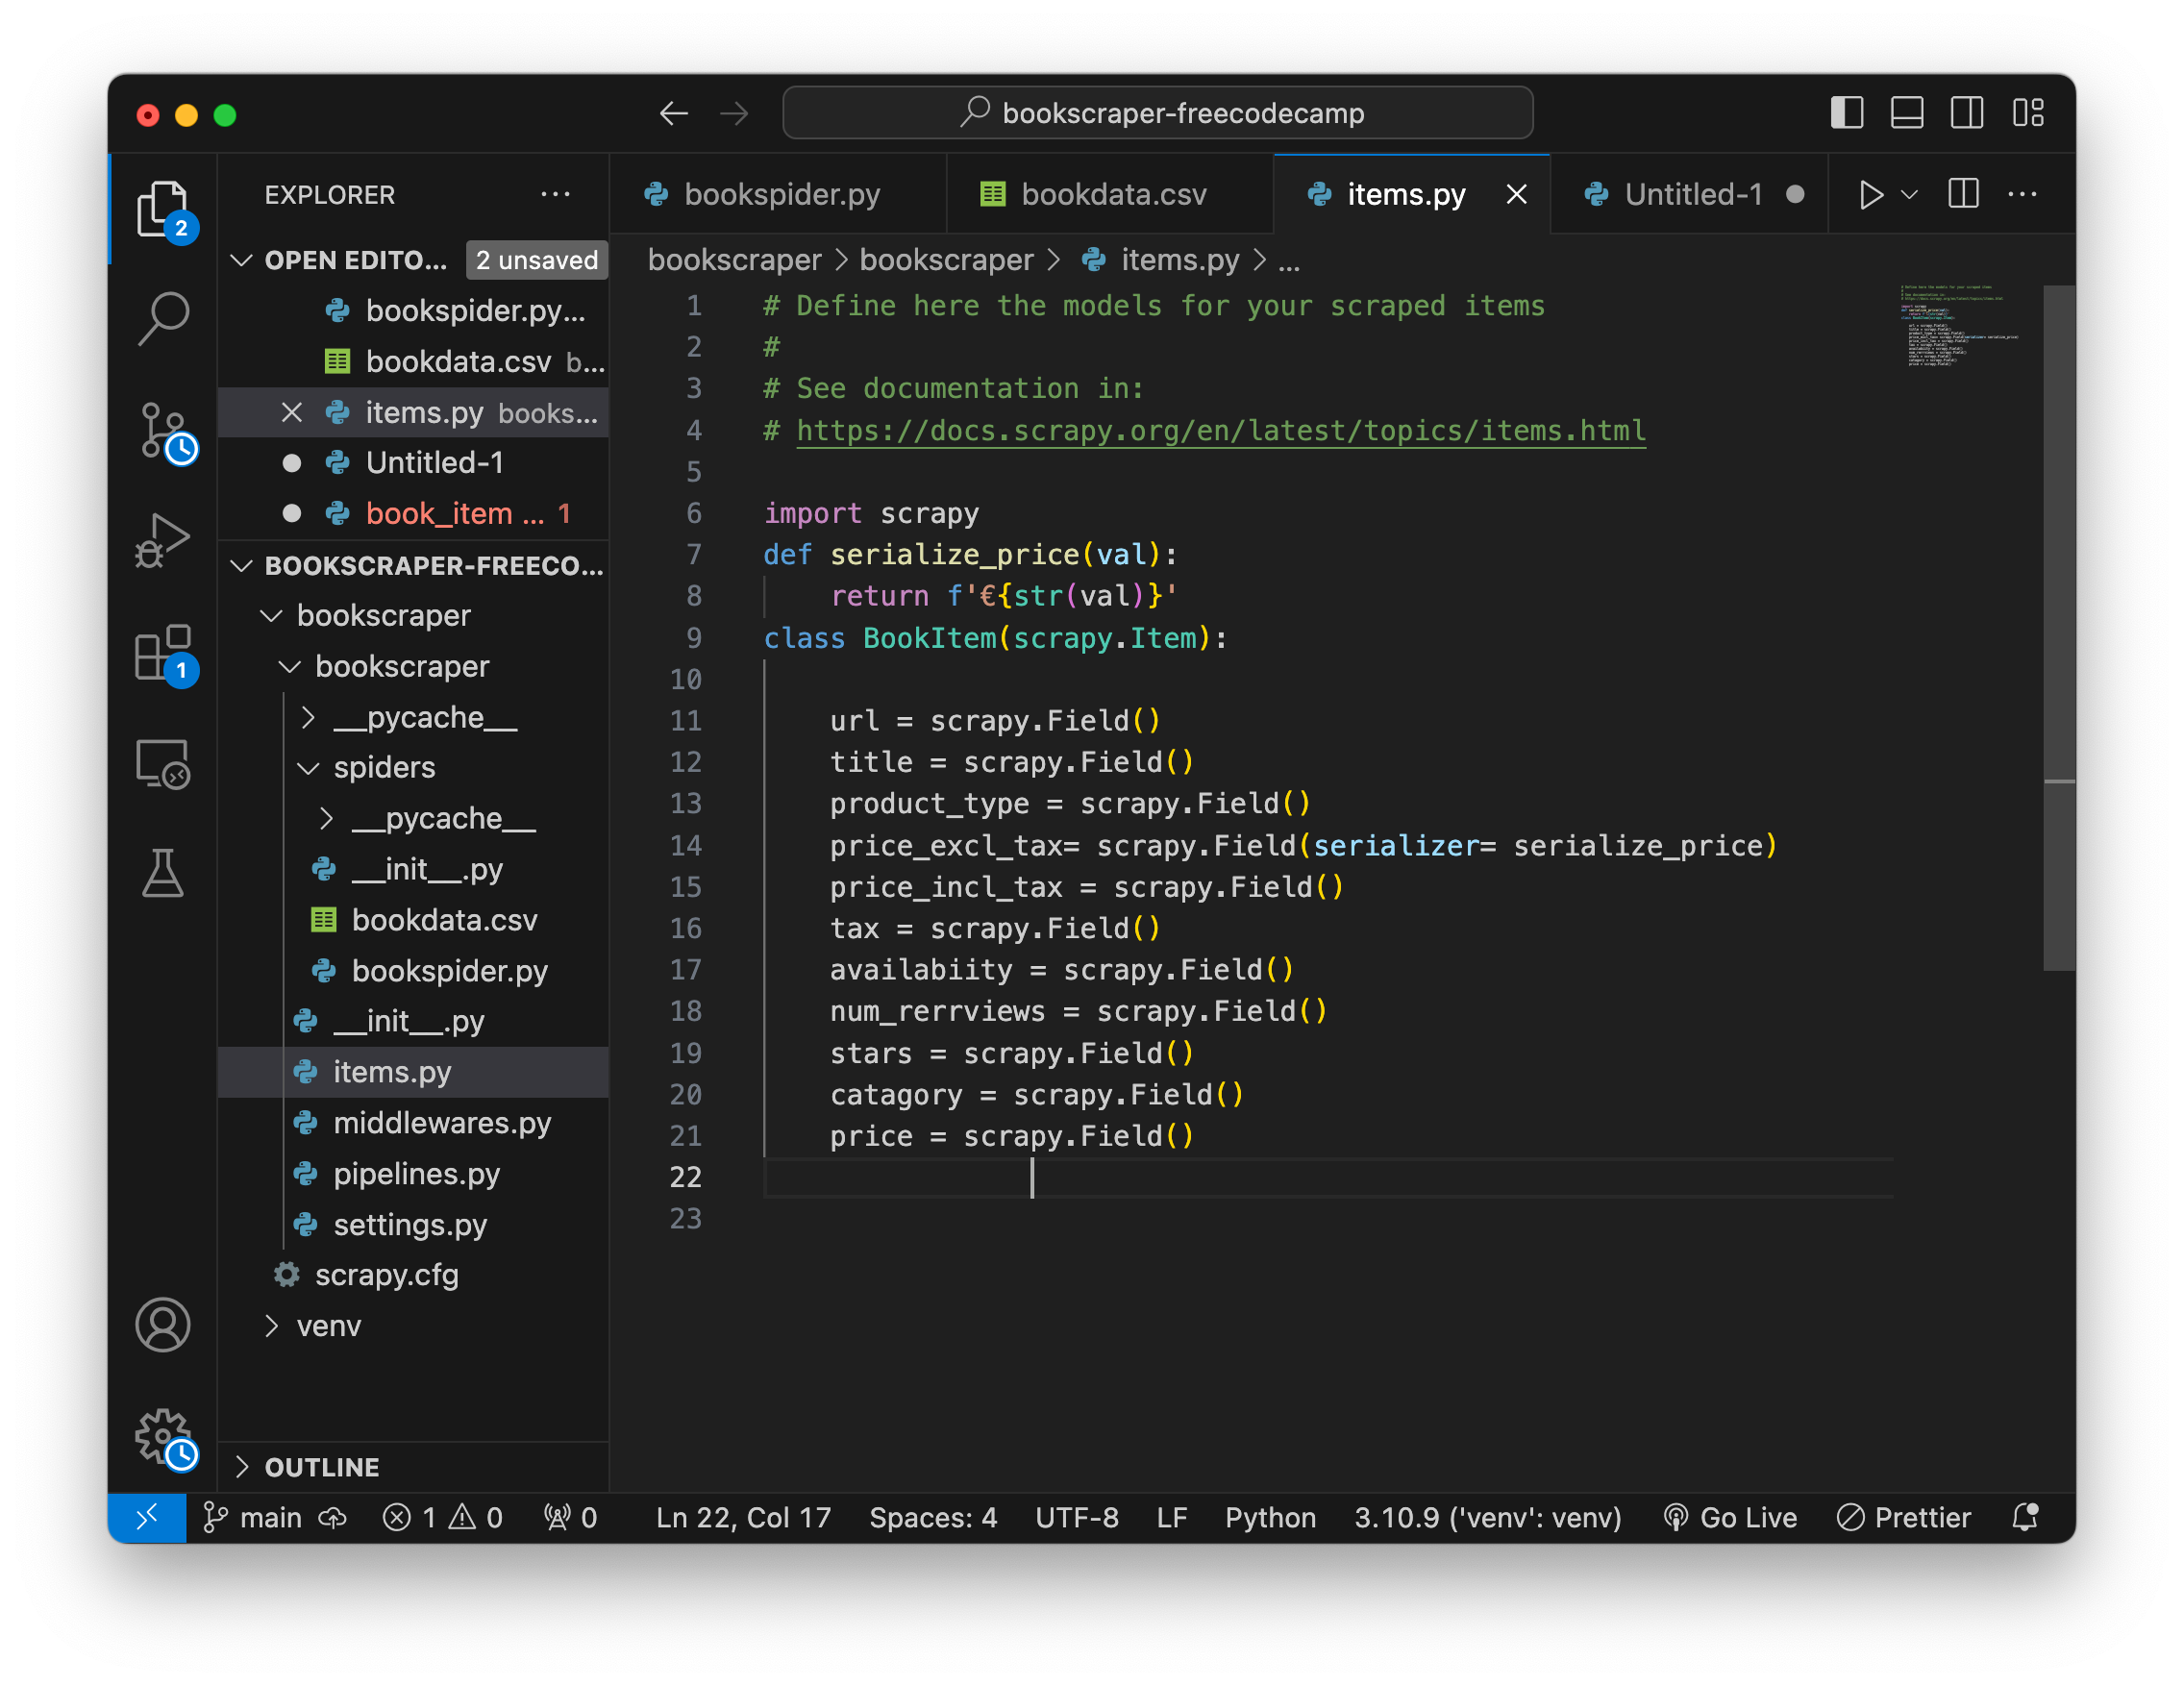 bookscraper-freecodecamp
EXPLORER
bookspider.py
bookdata.csv
items.py
Untitled-1
OPEN EDITO...
2 unsaved
bookspider.py...
bookdata.csv b...
items.py books...
Untitled-1
book_item ... 1
BOOKSCRAPER-FREECO...
bookscraper
bookscraper
__pycache__
spiders
__pycache__
__init__.py
bookdata.csv
bookspider.py
__init__.py
items.py
middlewares.py
pipelines.py
settings.py
scrapy.cfg
venv
OUTLINE
2
1
bookscraper > bookscraper > items.py > ...
1 # Define here the models for your scraped items
2 #
3 # See documentation in:
4 # https://docs.scrapy.org/en/latest/topics/items.html
5
6 import scrapy
7 def serialize_price(val):
8     return f'€{str(val)}'
9 class BookItem(scrapy.Item):
10
11     url = scrapy.Field()
12     title = scrapy.Field()
13     product_type = scrapy.Field()
14     price_excl_tax= scrapy.Field(serializer= serialize_price)
15     price_incl_tax = scrapy.Field()
16     tax = scrapy.Field()
17     availabiity = scrapy.Field()
18     num_rerrviews = scrapy.Field()
19     stars = scrapy.Field()
20     catagory = scrapy.Field()
21     price = scrapy.Field()
22
23
main 1 0 0 Ln 22, Col 17 Spaces: 4 UTF-8 LF Python 3.10.9 ('venv': venv) Go Live Prettier